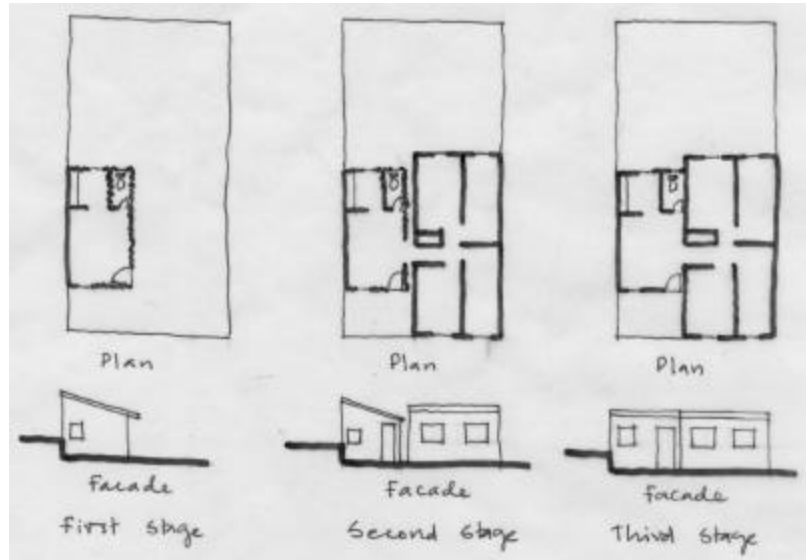 Plan
Plan
Plan
facade
facade
facade
first stage
Second stage
Third stage